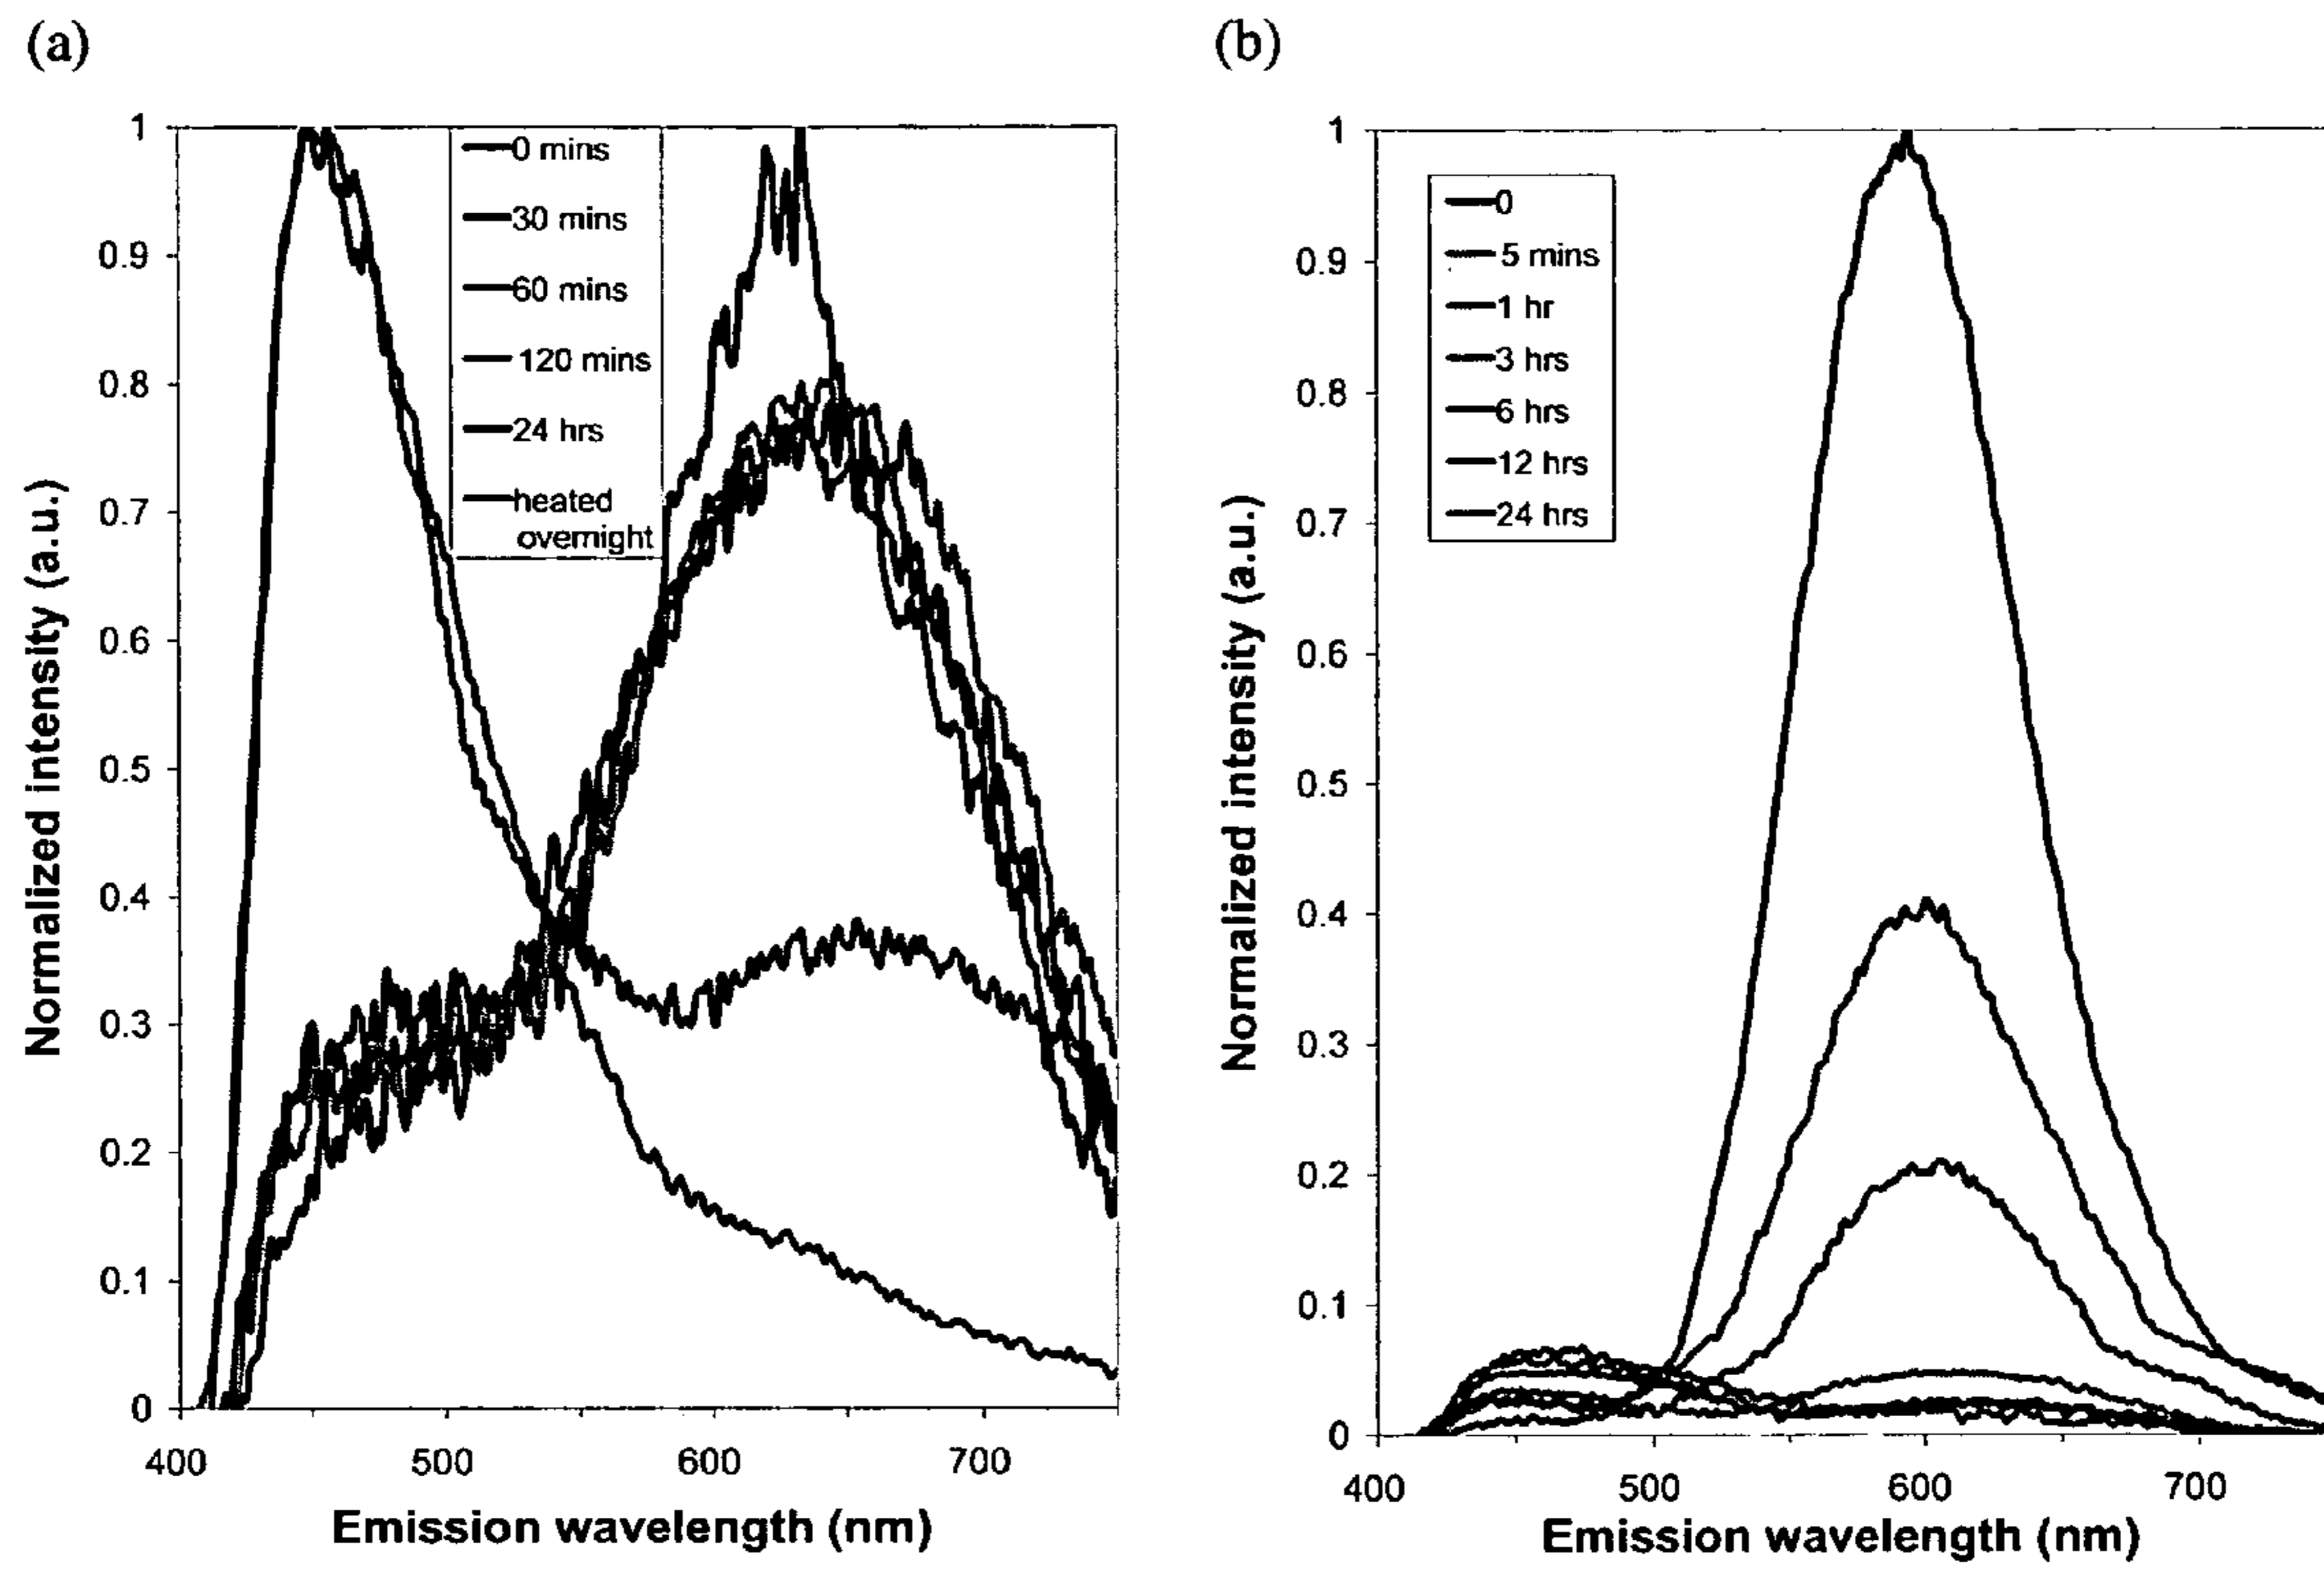 (a)
(b)
1
0.9
0.8
0.7
0.6
0.5
0.4
0.3
0.2
0.1
0
400
500
600
700
Normalized intensity (a.u.)
Emission wavelength (nm)
0 mins
30 mins
60 mins
120 mins
24 hrs
heated
overnight
1
0.9
0.8
0.7
0.6
0.5
0.4
0.3
0.2
0.1
0
400
500
600
700
Normalized intensity (a.u.)
Emission wavelength (nm)
0
5 mins
1 hr
3 hrs
6 hrs
12 hrs
24 hrs